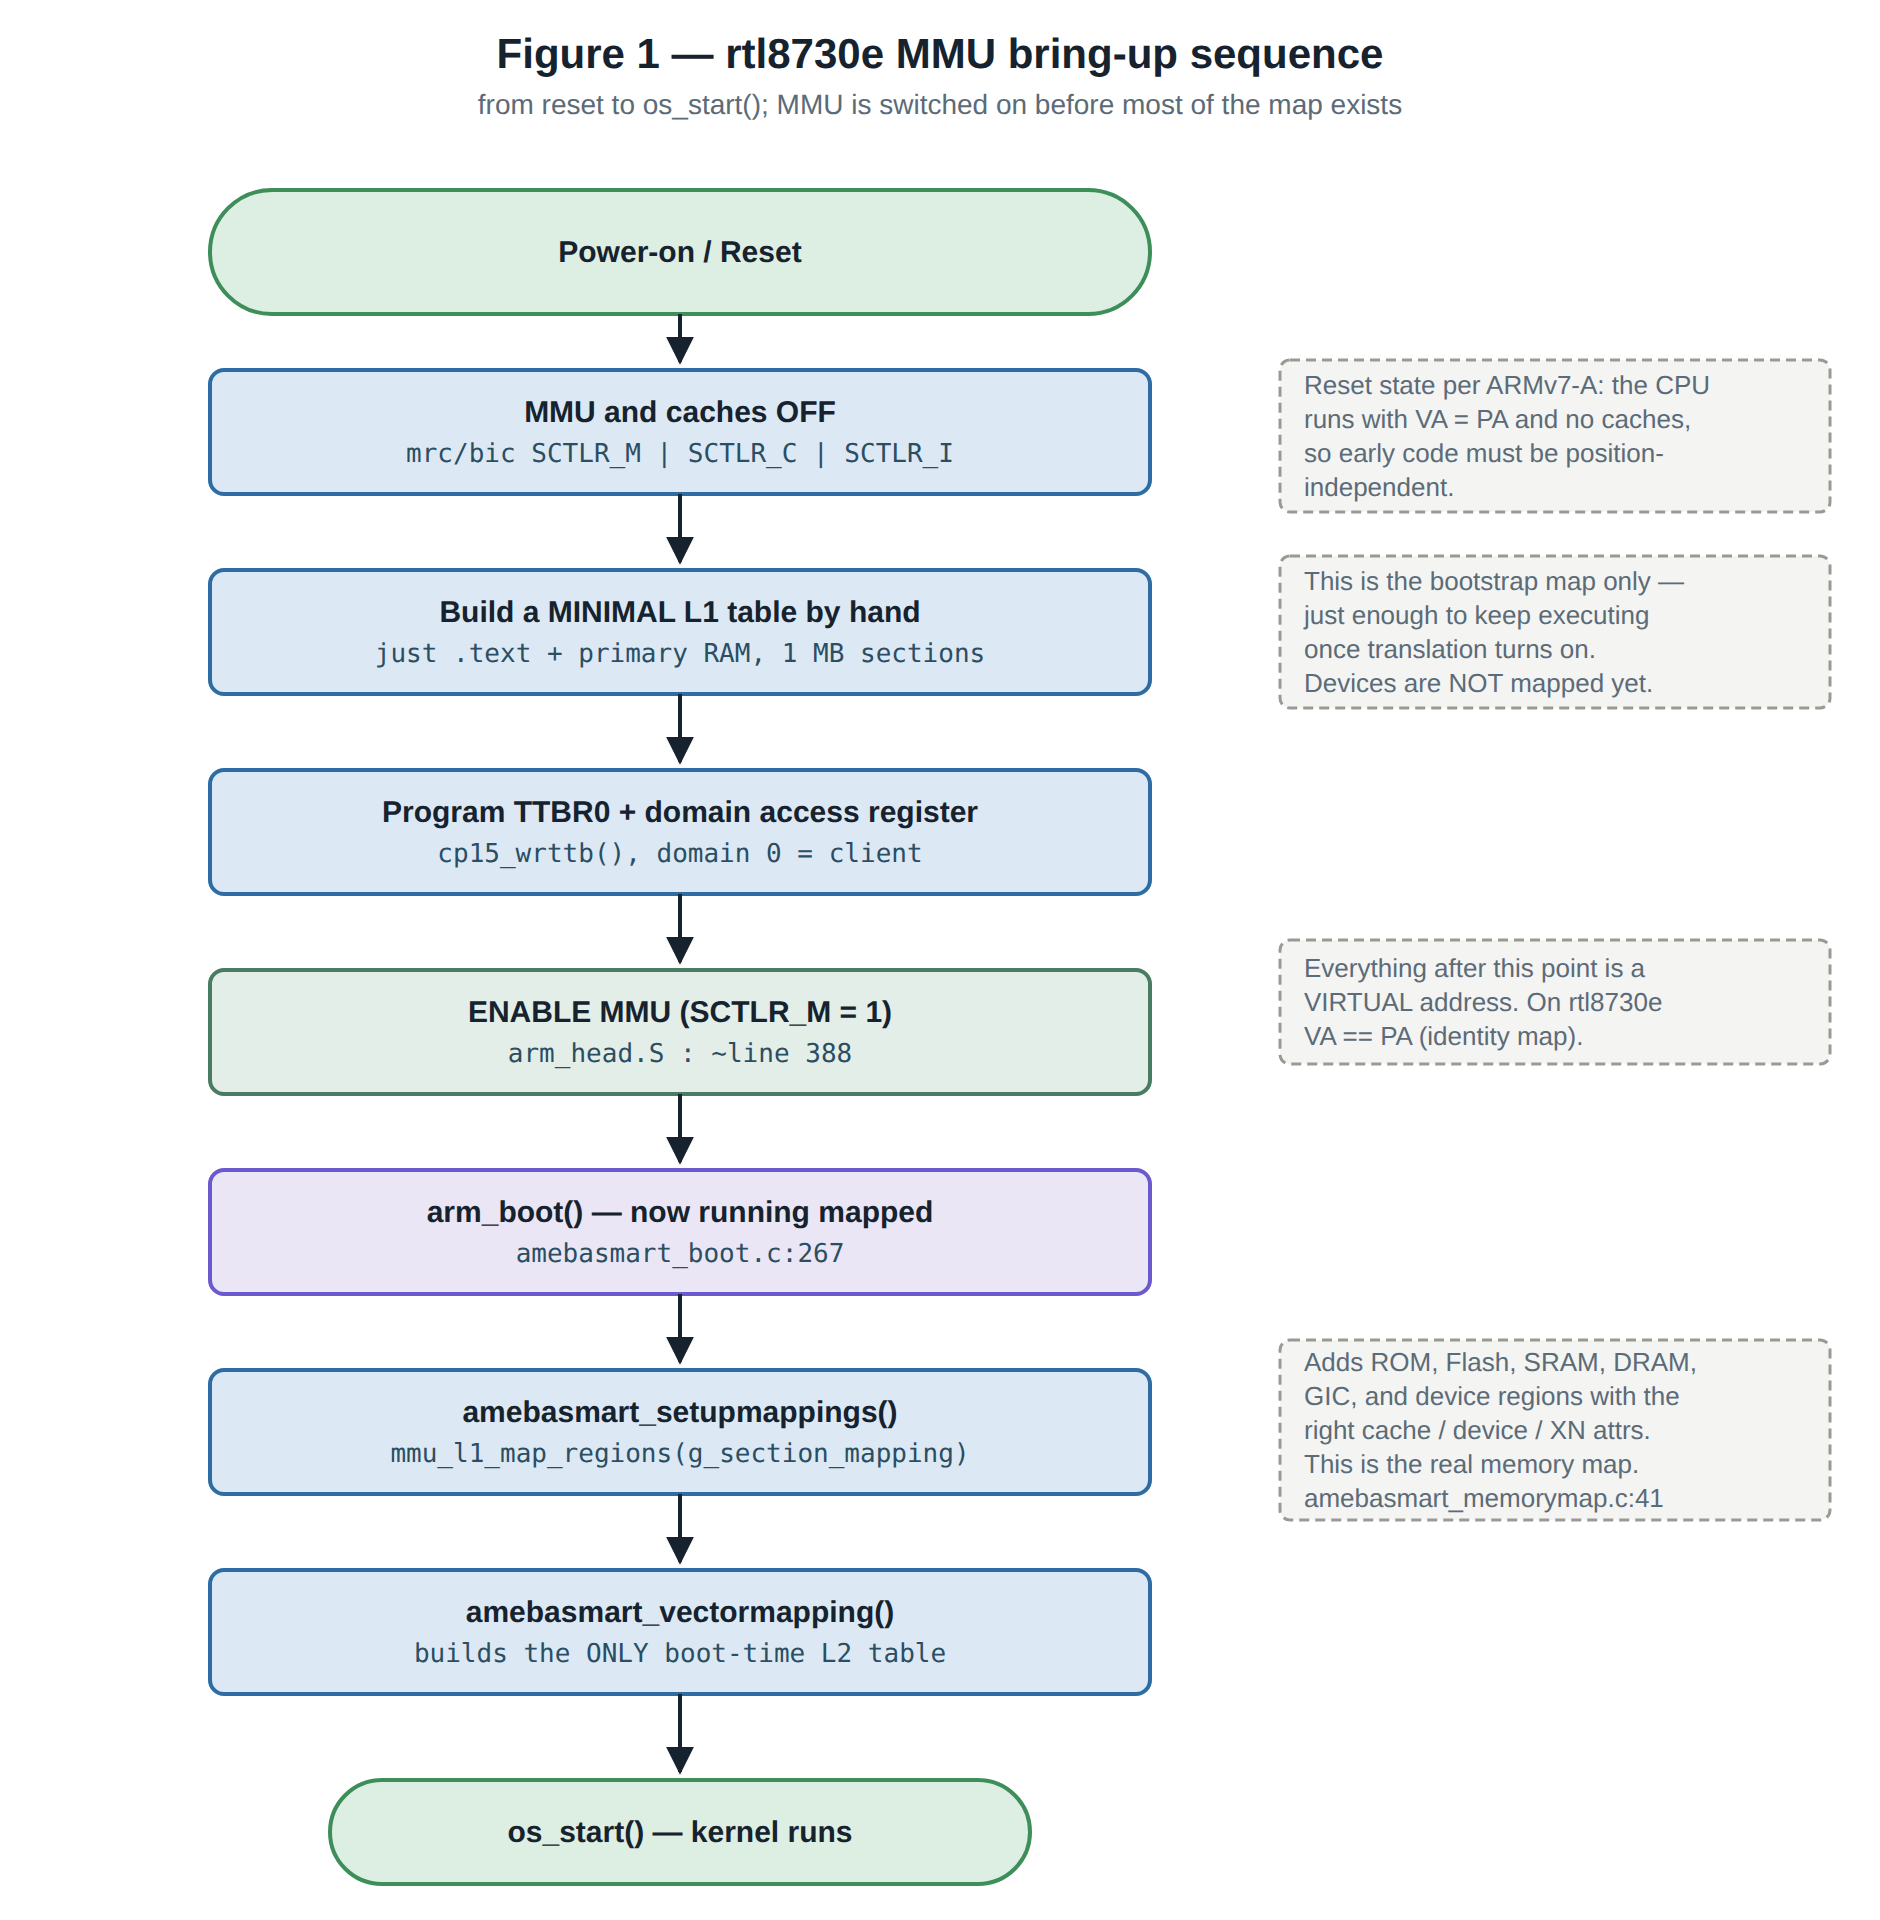 Figure 1 — rtl8730e MMU bring-up sequence
from reset to os_start(); MMU is switched on before most of the map exists
Power-on / Reset
MMU and caches OFF
mrc/bic SCTLR_M | SCTLR_C | SCTLR_I
Reset state per ARMv7-A: the CPU
runs with VA = PA and no caches,
so early code must be position-
independent.
Build a MINIMAL L1 table by hand
just .text + primary RAM, 1 MB sections
This is the bootstrap map only —
just enough to keep executing
once translation turns on.
Devices are NOT mapped yet.
Program TTBR0 + domain access register
cp15_wrttb(), domain 0 = client
ENABLE MMU (SCTLR_M = 1)
arm_head.S : ~line 388
Everything after this point is a
VIRTUAL address. On rtl8730e
VA == PA (identity map).
arm_boot() — now running mapped
amebasmart_boot.c:267
amebasmart_setupmappings()
mmu_l1_map_regions(g_section_mapping)
Adds ROM, Flash, SRAM, DRAM,
GIC, and device regions with the
right cache / device / XN attrs.
This is the real memory map.
amebasmart_memorymap.c:41
amebasmart_vectormapping()
builds the ONLY boot-time L2 table
os_start() — kernel runs